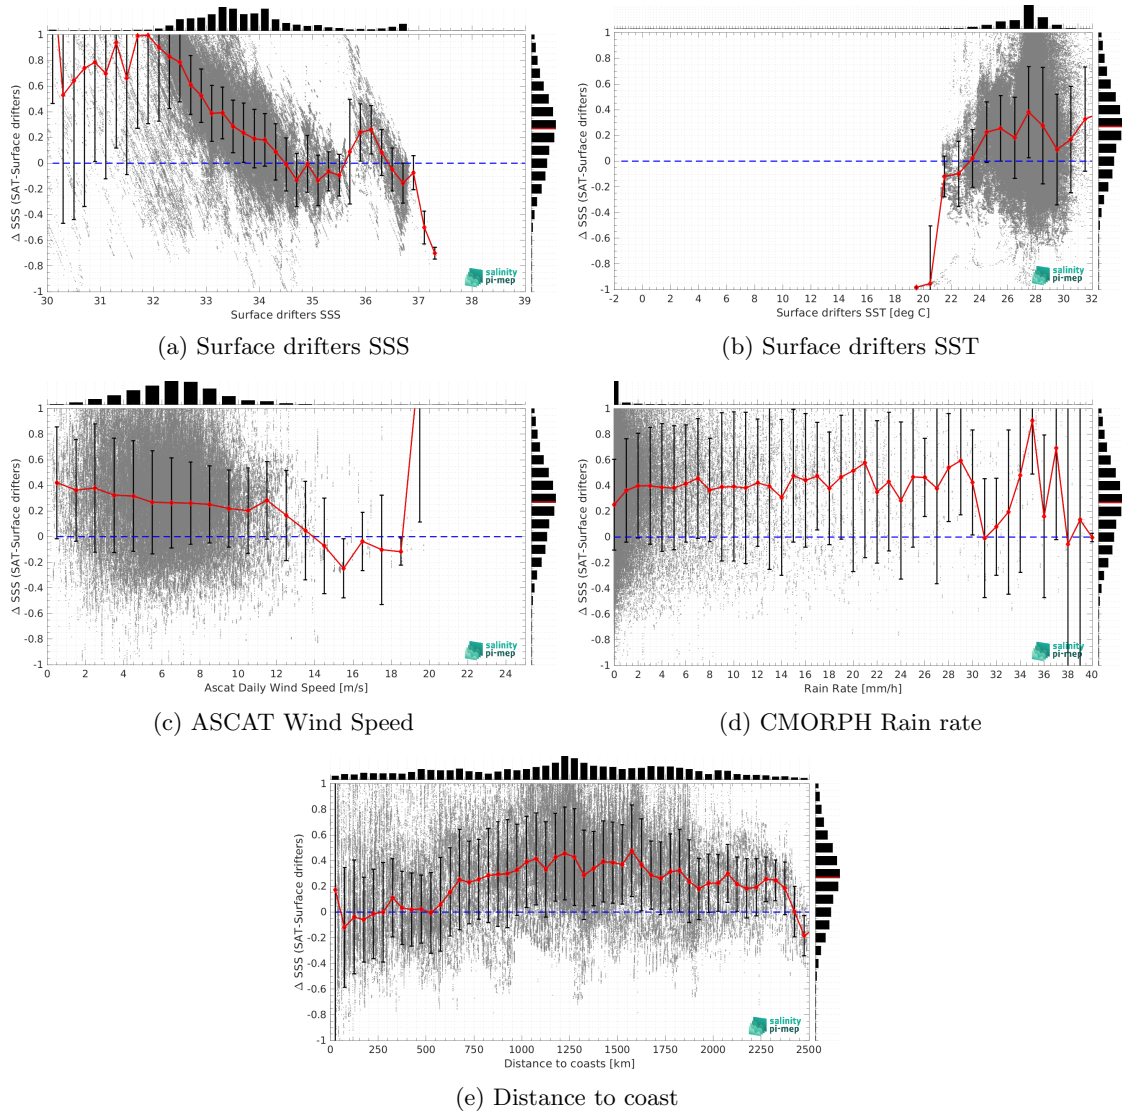 Δ SSS (SAT-Surface drifters)
1
0.8
0.6
0.4
0.2
0
-0.2
-0.4
-0.6
-0.8
-1
30 31 32 33 34 35 36 37 38 39
Surface drifters SSS
salinity
pi-mep
(a) Surface drifters SSS
Δ SSS (SAT-Surface drifters)
1
0.8
0.6
0.4
0.2
0
-0.2
-0.4
-0.6
-0.8
-1
-2 0 2 4 6 8 10 12 14 16 18 20 22 24 26 28 30 32
Surface drifters SST [deg C]
salinity
pi-mep
(b) Surface drifters SST
Δ SSS (SAT-Surface drifters)
1
0.8
0.6
0.4
0.2
0
-0.2
-0.4
-0.6
-0.8
-1
0 2 4 6 8 10 12 14 16 18 20 22 24
Ascat Daily Wind Speed [m/s]
salinity
pi-mep
(c) ASCAT Wind Speed
Δ SSS (SAT-Surface drifters)
1
0.8
0.6
0.4
0.2
0
-0.2
-0.4
-0.6
-0.8
-1
0 2 4 6 8 10 12 14 16 18 20 22 24 26 28 30 32 34 36 38 40
Rain Rate [mm/h]
salinity
pi-mep
(d) CMORPH Rain rate
Δ SSS (SAT-Surface drifters)
1
0.8
0.6
0.4
0.2
0
-0.2
-0.4
-0.6
-0.8
-1
0 250 500 750 1000 1250 1500 1750 2000 2250 2500
Distance to coasts [km]
salinity
pi-mep
(e) Distance to coast